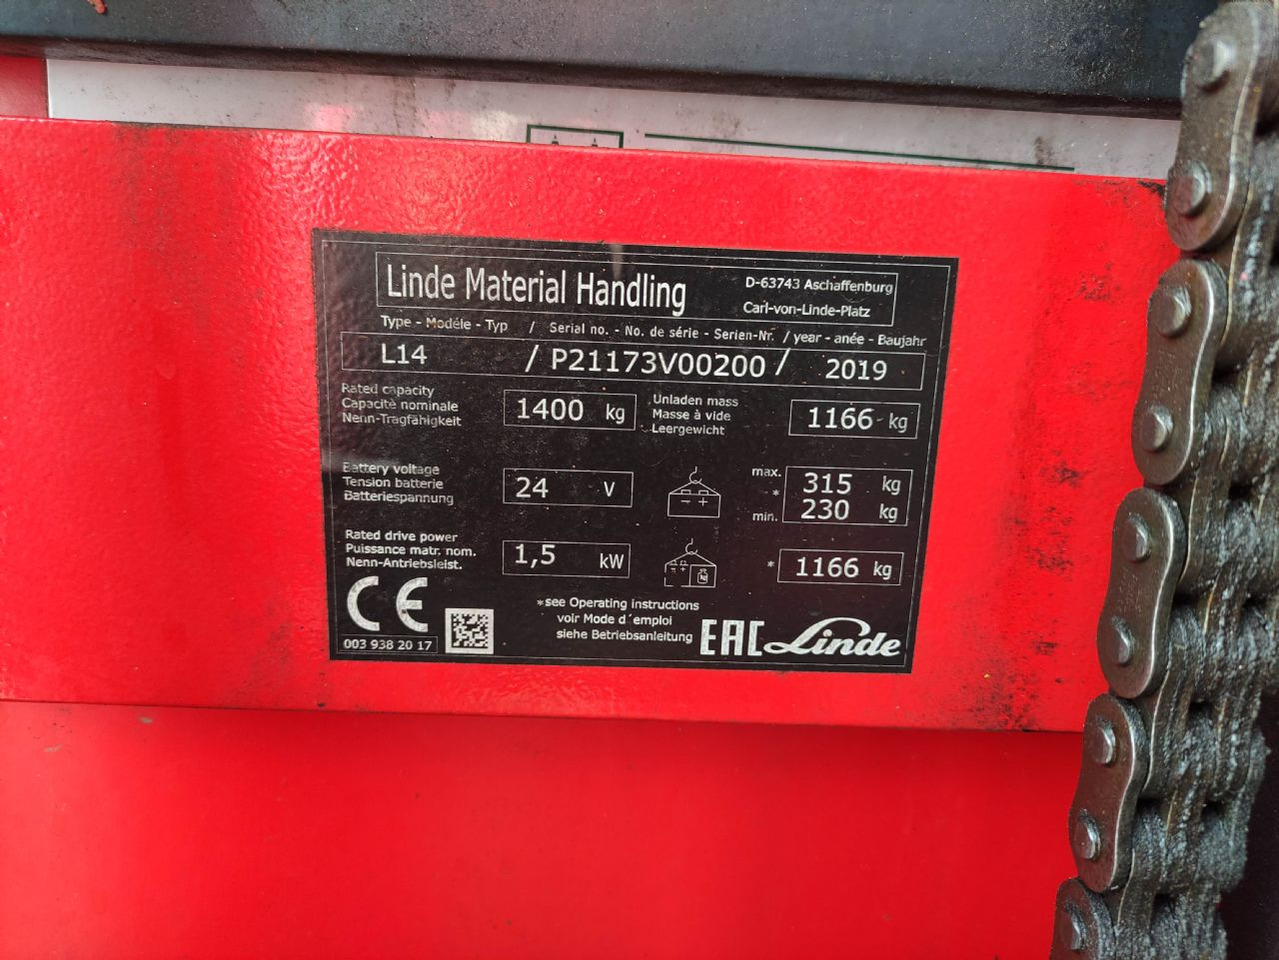 Linde Material Handling
D-63743 Aschaffenburg
Carl-von-Linde-Platz
Type - Modéle - Typ / Serial no. - No. de série - Serien-Nr. / year - anée - Baujahr
L14 / P21173V00200 / 2019
Rated capacity
Capacité nominale
Nenn-Tragfähigkeit
1400 kg
Unladen mass
Masse à vide
Leergewicht
1166 kg
Battery voltage
Tension batterie
Batteriespannung
24 V
max. 315 kg
*
min. 230 kg
Rated drive power
Puissance matr. nom.
Nenn-Antriebsleist.
1,5 kW
* 1166 kg
CE
003 938 20 17
*see Operating instructions
voir Mode d´emploi
siehe Betriebsanleitung
EAC Linde